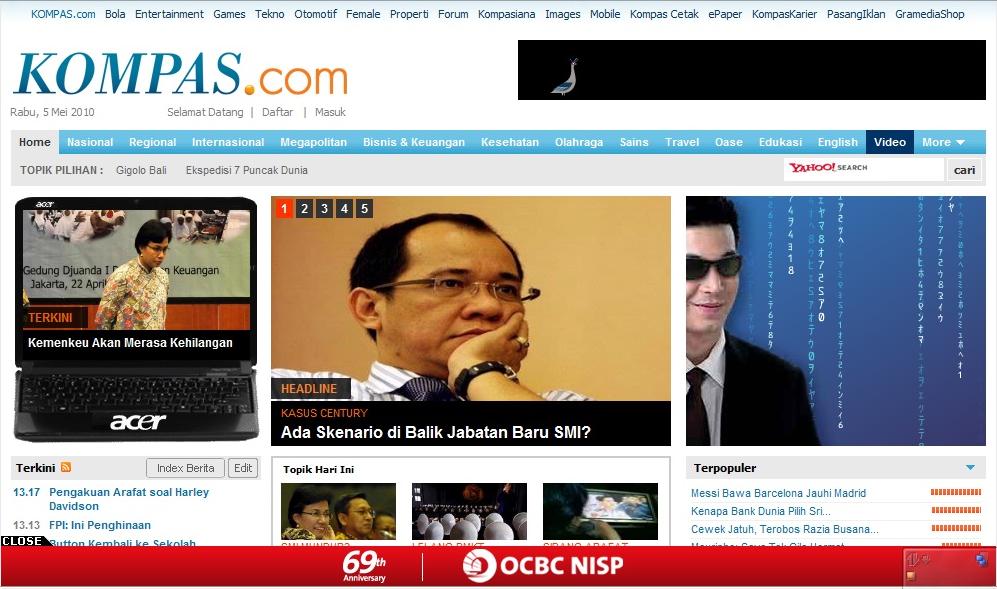 KOMPAS.com Bola Entertainment Games Tekno Otomotif Female Properti Forum Kompasiana Images Mobile Kompas Cetak ePaper KompasKarier PasangIklan GramediaShop
KOMPAS.com
Rabu, 5 Mei 2010 Selamat Datang | Daftar | Masuk
Home Nasional Regional Internasional Megapolitan Bisnis & Keuangan Kesehatan Olahraga Sains Travel Oase Edukasi English Video More
TOPIK PILIHAN : Gigolo Bali Ekspedisi 7 Puncak Dunia
YAHOO! SEARCH cari
acer
Gedung Djuanda I Keuangan
Jakarta, 22 April
TERKINI
Kemenkeu Akan Merasa Kehilangan
acer
1 2 3 4 5
HEADLINE
KASUS CENTURY
Ada Skenario di Balik Jabatan Baru SMI?
Terkini Index Berita Edit
13.17 Pengakuan Arafat soal Harley
Davidson
13.13 FPI: Ini Penghinaan
Button Kembali ke Sekolah
Topik Hari Ini
Terpopuler
Messi Bawa Barcelona Jauhi Madrid
Kenapa Bank Dunia Pilih Sri...
Cewek Jatuh, Terobos Razia Busana...
CLOSE
69th
Anniversary
OCBC NISP